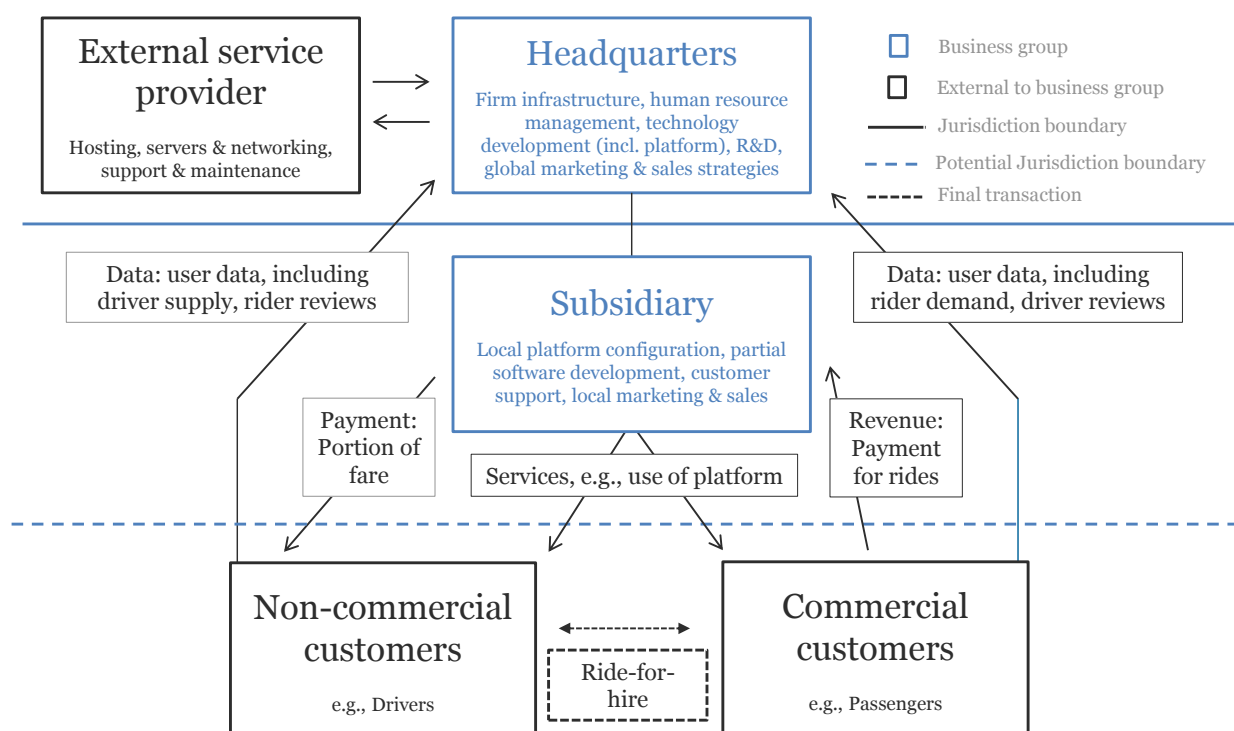 External service
provider
Hosting, servers & networking,
support & maintenance
Headquarters
Firm infrastructure, human resource
management, technology
development (incl. platform), R&D,
global marketing & sales strategies
Business group
External to business group
Jurisdiction boundary
Potential Jurisdiction boundary
Final transaction
Data: user data, including
driver supply, rider reviews
Subsidiary
Local platform configuration, partial
software development, customer
support, local marketing & sales
Data: user data, including
rider demand, driver reviews
Payment:
Portion of
fare
Services, e.g., use of platform
Revenue:
Payment
for rides
Non-commercial
customers
e.g., Drivers
Ride-for-
hire
Commercial
customers
e.g., Passengers